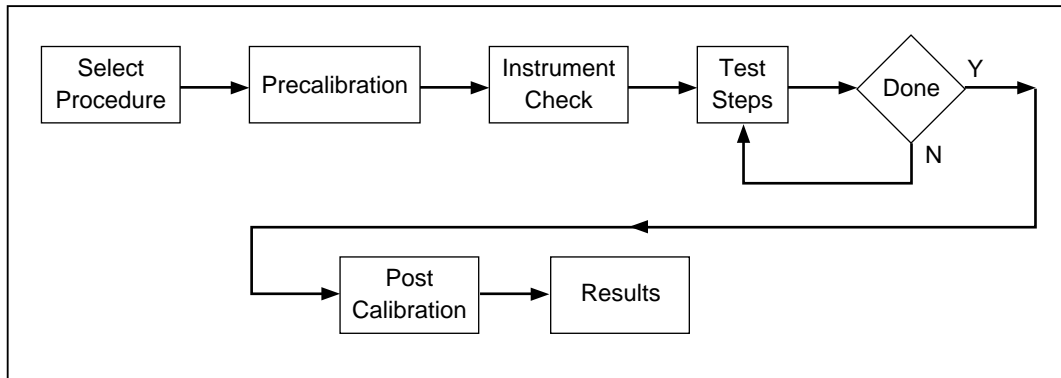 Select
Procedure
Precalibration
Instrument
Check
Test
Steps
Done
Y
N
Post
Calibration
Results